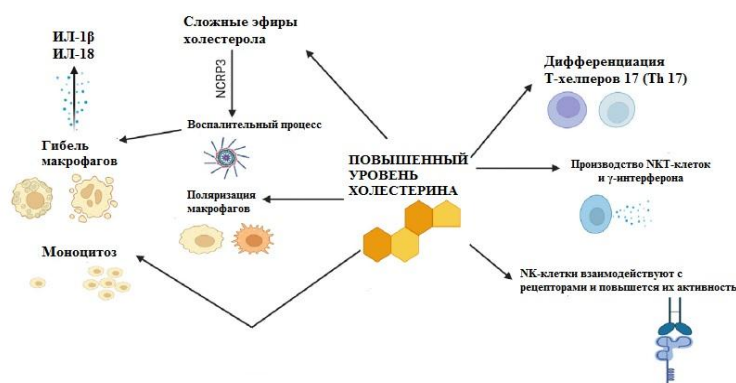 ИЛ-1β
ИЛ-18
Сложные эфиры
холестерола
NCRP3
Воспалительный процесс
Гибель
макрофагов
Поляризация
макрофагов
Моноцитоз
ПОВЫШЕННЫЙ
УРОВЕНЬ
ХОЛЕСТЕРИНА
Дифференциация
Т-хелперов 17 (Th 17)
Производство NKT-клеток
и γ-интерферона
NK-клетки взаимодействуют с
рецепторами и повышется их активность